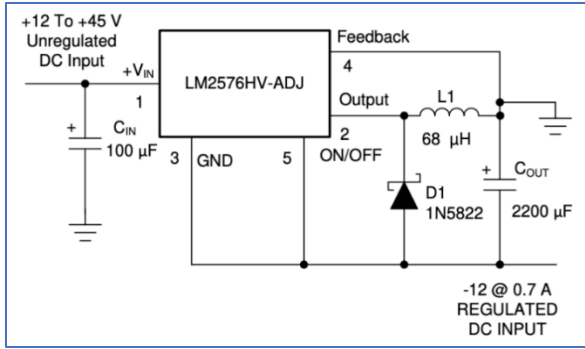 +12 To +45 V
Unregulated
DC Input
+VIN
1
LM2576HV-ADJ
Feedback
4
Output
2
L1
68 µH
+
CIN
100 µF
3
GND
5
ON/OFF
D1
1N5822
+
COUT
2200 µF
-12 @ 0.7 A
REGULATED
DC INPUT